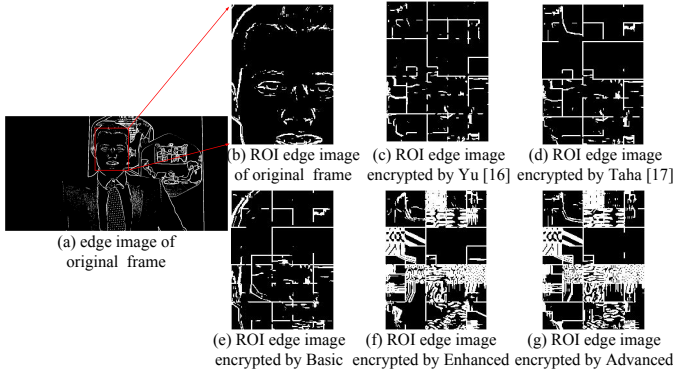 (b) ROI edge image
of original frame
(c) ROI edge image
encrypted by Yu [16]
(d) ROI edge image
encrypted by Taha [17]
(a) edge image of
original frame
(e) ROI edge image
encrypted by Basic
(f) ROI edge image
encrypted by Enhanced
(g) ROI edge image
encrypted by Advanced